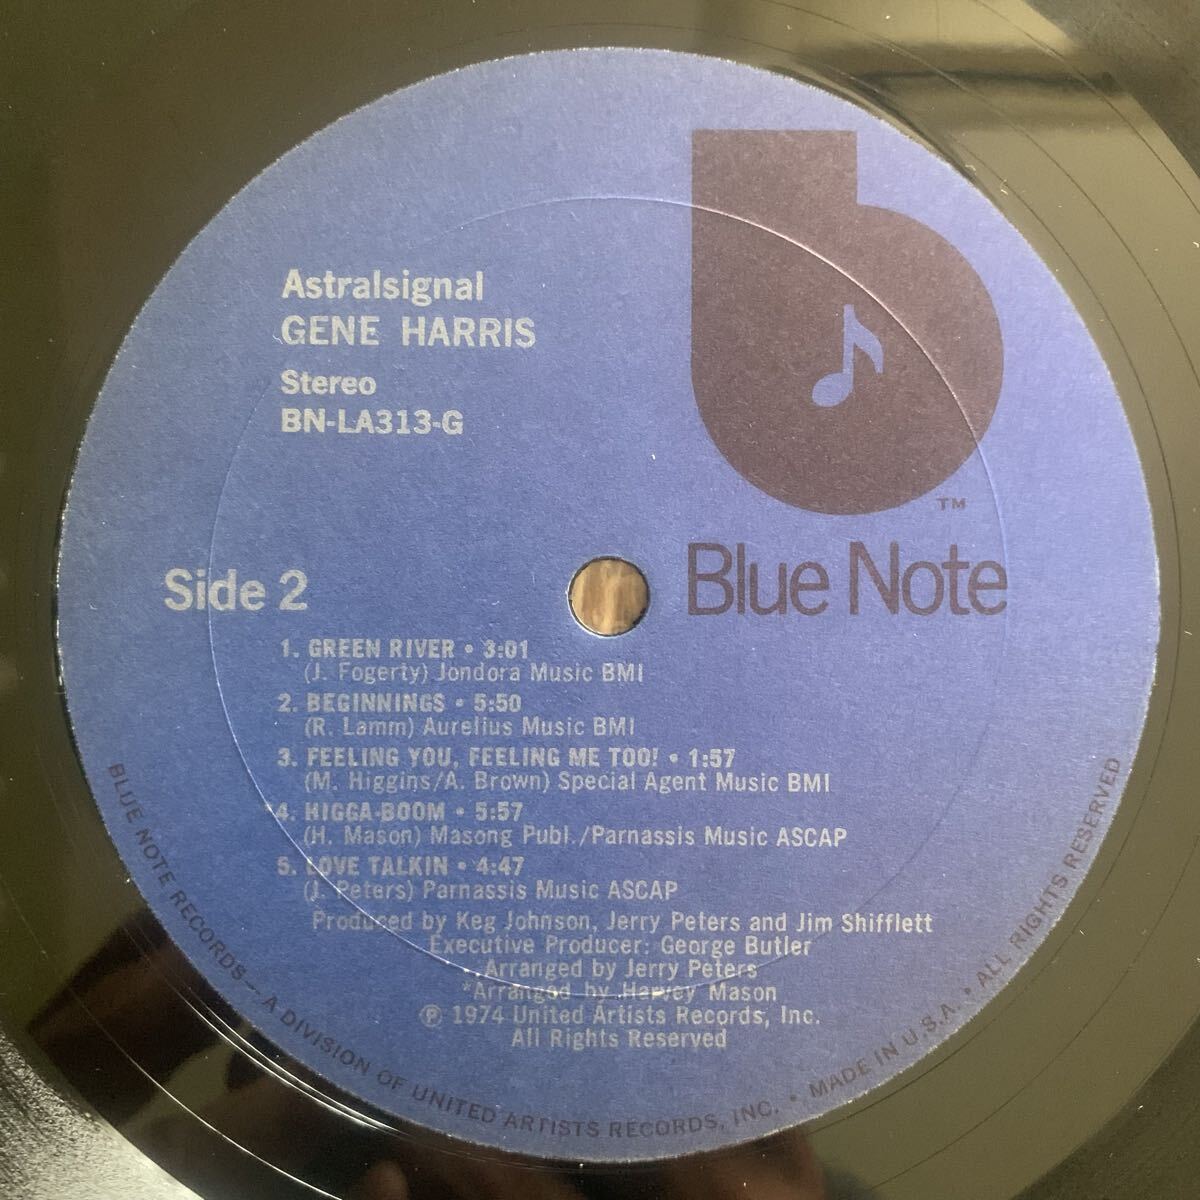 Astralsignal
GENE HARRIS
Stereo
BN-LA313-G
TM
Blue Note
Side 2
1. GREEN RIVER • 3:01
(J. Fogerty) Jondora Music BMI
2. BEGINNINGS • 5:50
(R. Lamm) Aurelius Music BMI
3. FEELING YOU, FEELING ME TOO! • 1:57
(M. Higgins/A. Brown) Special Agent Music BMI
4. HIGGA-BOOM • 5:57
(H. Mason) Masong Publ./Parnassis Music ASCAP
5. LOVE TALKIN • 4:47
(J. Peters) Parnassis Music ASCAP
Produced by Keg Johnson, Jerry Peters and Jim Shifflett
Executive Producer: George Butler
Arranged by Jerry Peters
*Arranged by Harvey Mason
℗ 1974 United Artists Records, Inc.
All Rights Reserved
BLUE NOTE RECORDS—A DIVISION OF UNITED ARTISTS RECORDS, INC. • MADE IN U.S.A. • ALL RIGHTS RESERVED